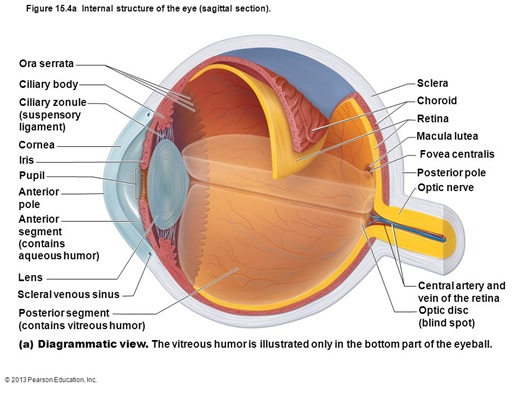 Figure 15.4a  Internal structure of the eye (sagittal section).
Ora serrata
Ciliary body
Ciliary zonule
(suspensory
ligament)
Cornea
Iris
Pupil
Anterior
pole
Anterior
segment
(contains
aqueous humor)
Lens
Scleral venous sinus
Posterior segment
(contains vitreous humor)
Sclera
Choroid
Retina
Macula lutea
Fovea centralis
Posterior pole
Optic nerve
Central artery and
vein of the retina
Optic disc
(blind spot)
(a) Diagrammatic view. The vitreous humor is illustrated only in the bottom part of the eyeball.
© 2013 Pearson Education, Inc.